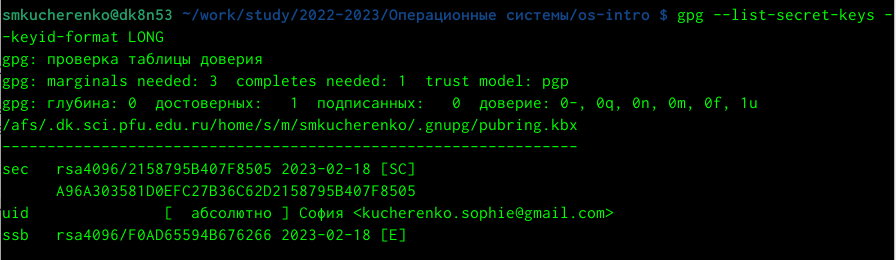 smkucherenko@dk8n53 ~/work/study/2022-2023/Операционные системы/os-intro $ gpg --list-secret-keys -
-keyid-format LONG
gpg: проверка таблицы доверия
gpg: marginals needed: 3  completes needed: 1  trust model: pgp
gpg: глубина: 0  достоверных:   1  подписанных:   0  доверие: 0-, 0q, 0n, 0m, 0f, 1u
/afs/.dk.sci.pfu.edu.ru/home/s/m/smkucherenko/.gnupg/pubring.kbx
----------------------------------------------------------------
sec   rsa4096/2158795B407F8505 2023-02-18 [SC]
      A96A303581D0EFC27B36C62D2158795B407F8505
uid               [  абсолютно ] София <kucherenko.sophie@gmail.com>
ssb   rsa4096/F0AD65594B676266 2023-02-18 [E]